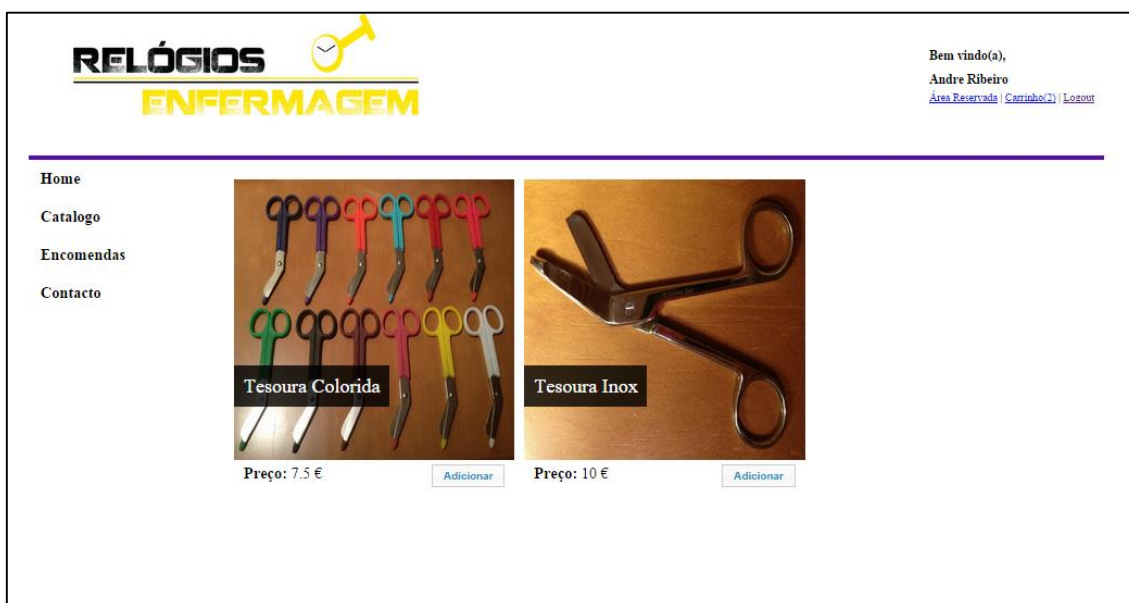 RELÓGIOS
ENFERMAGEM
Bem vindo(a),
Andre Ribeiro
Área Reservada | Carrinho(2) | Logout
Home
Catalogo
Encomendas
Contacto
Tesoura Colorida
Tesoura Inox
Preço: 7.5 €
Adicionar
Preço: 10 €
Adicionar